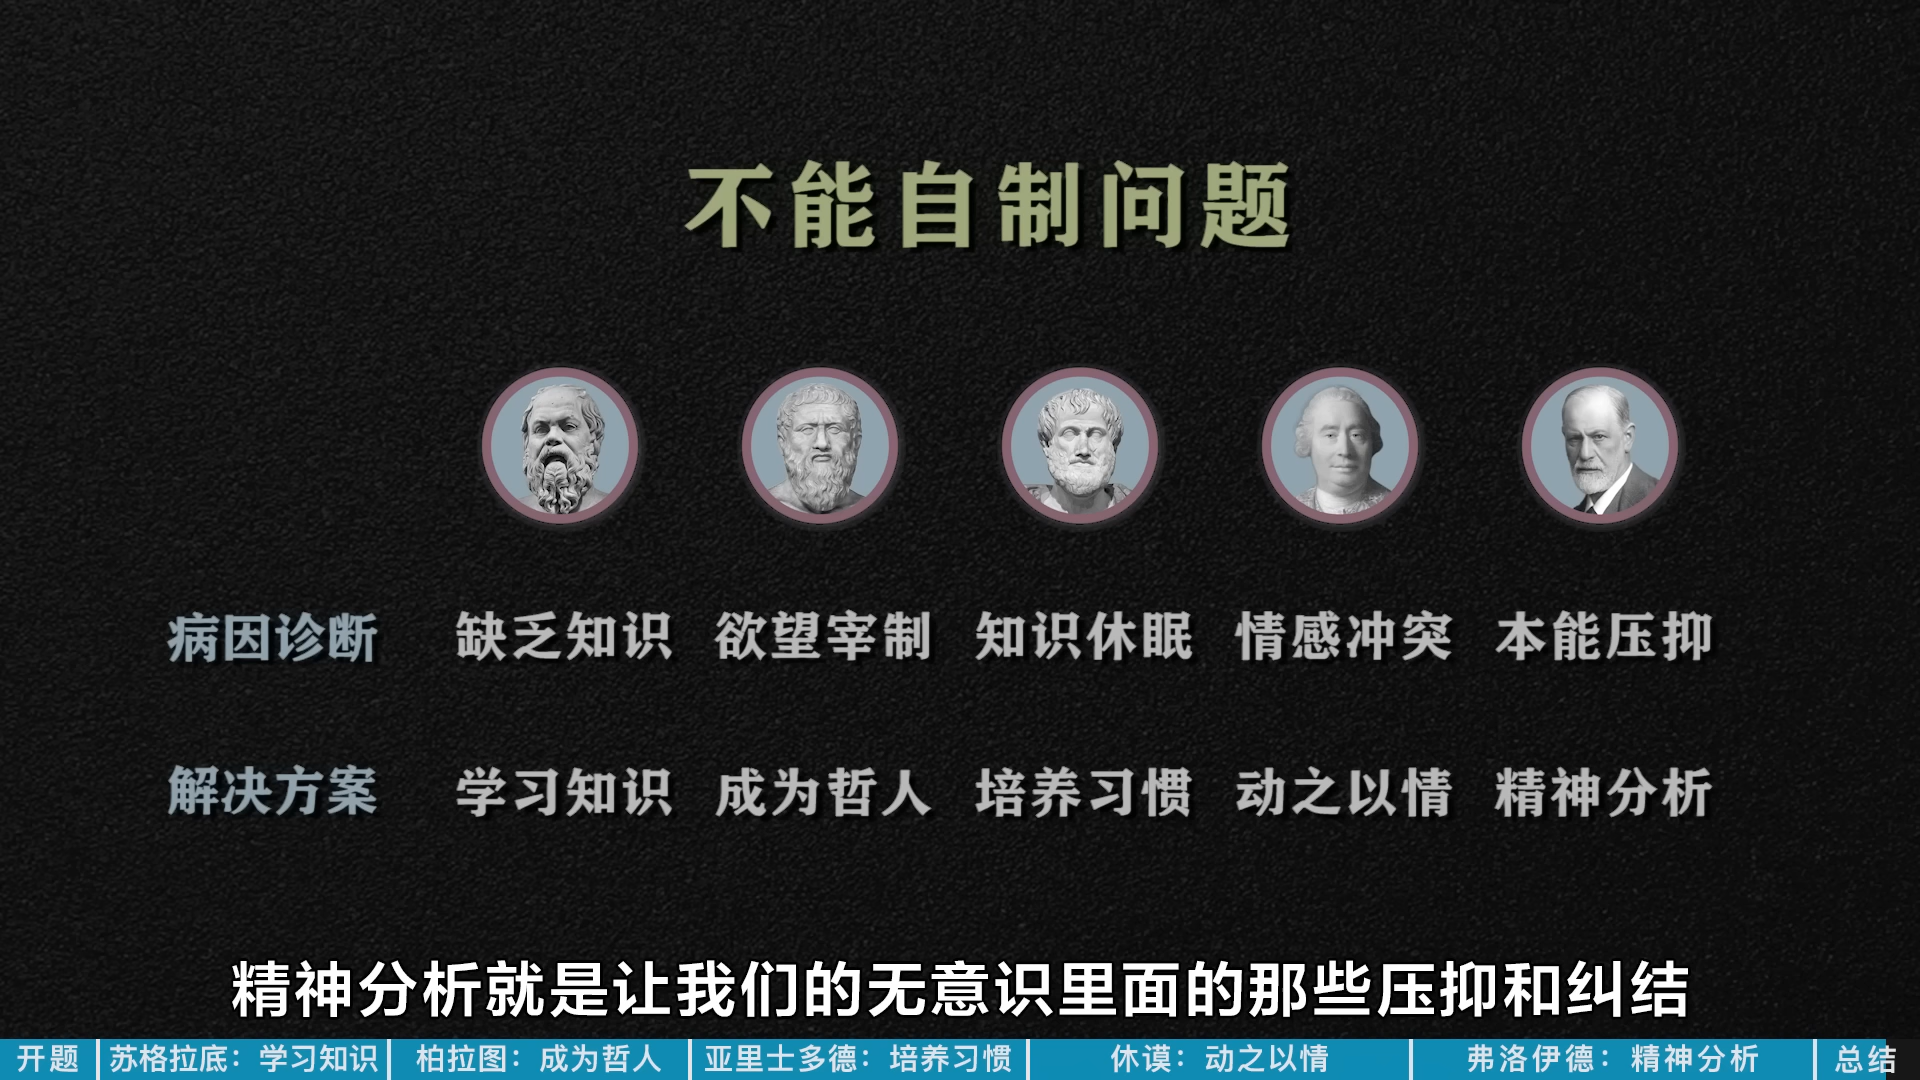 不能自制问题
病因诊断 缺乏知识 欲望宰制 知识休眠 情感冲突 本能压抑
解决方案 学习知识 成为哲人 培养习惯 动之以情 精神分析
精神分析就是让我们的无意识里面的那些压抑和纠结
开题 苏格拉底：学习知识 柏拉图：成为哲人 亚里士多德：培养习惯 休谟：动之以情 弗洛伊德：精神分析 总结